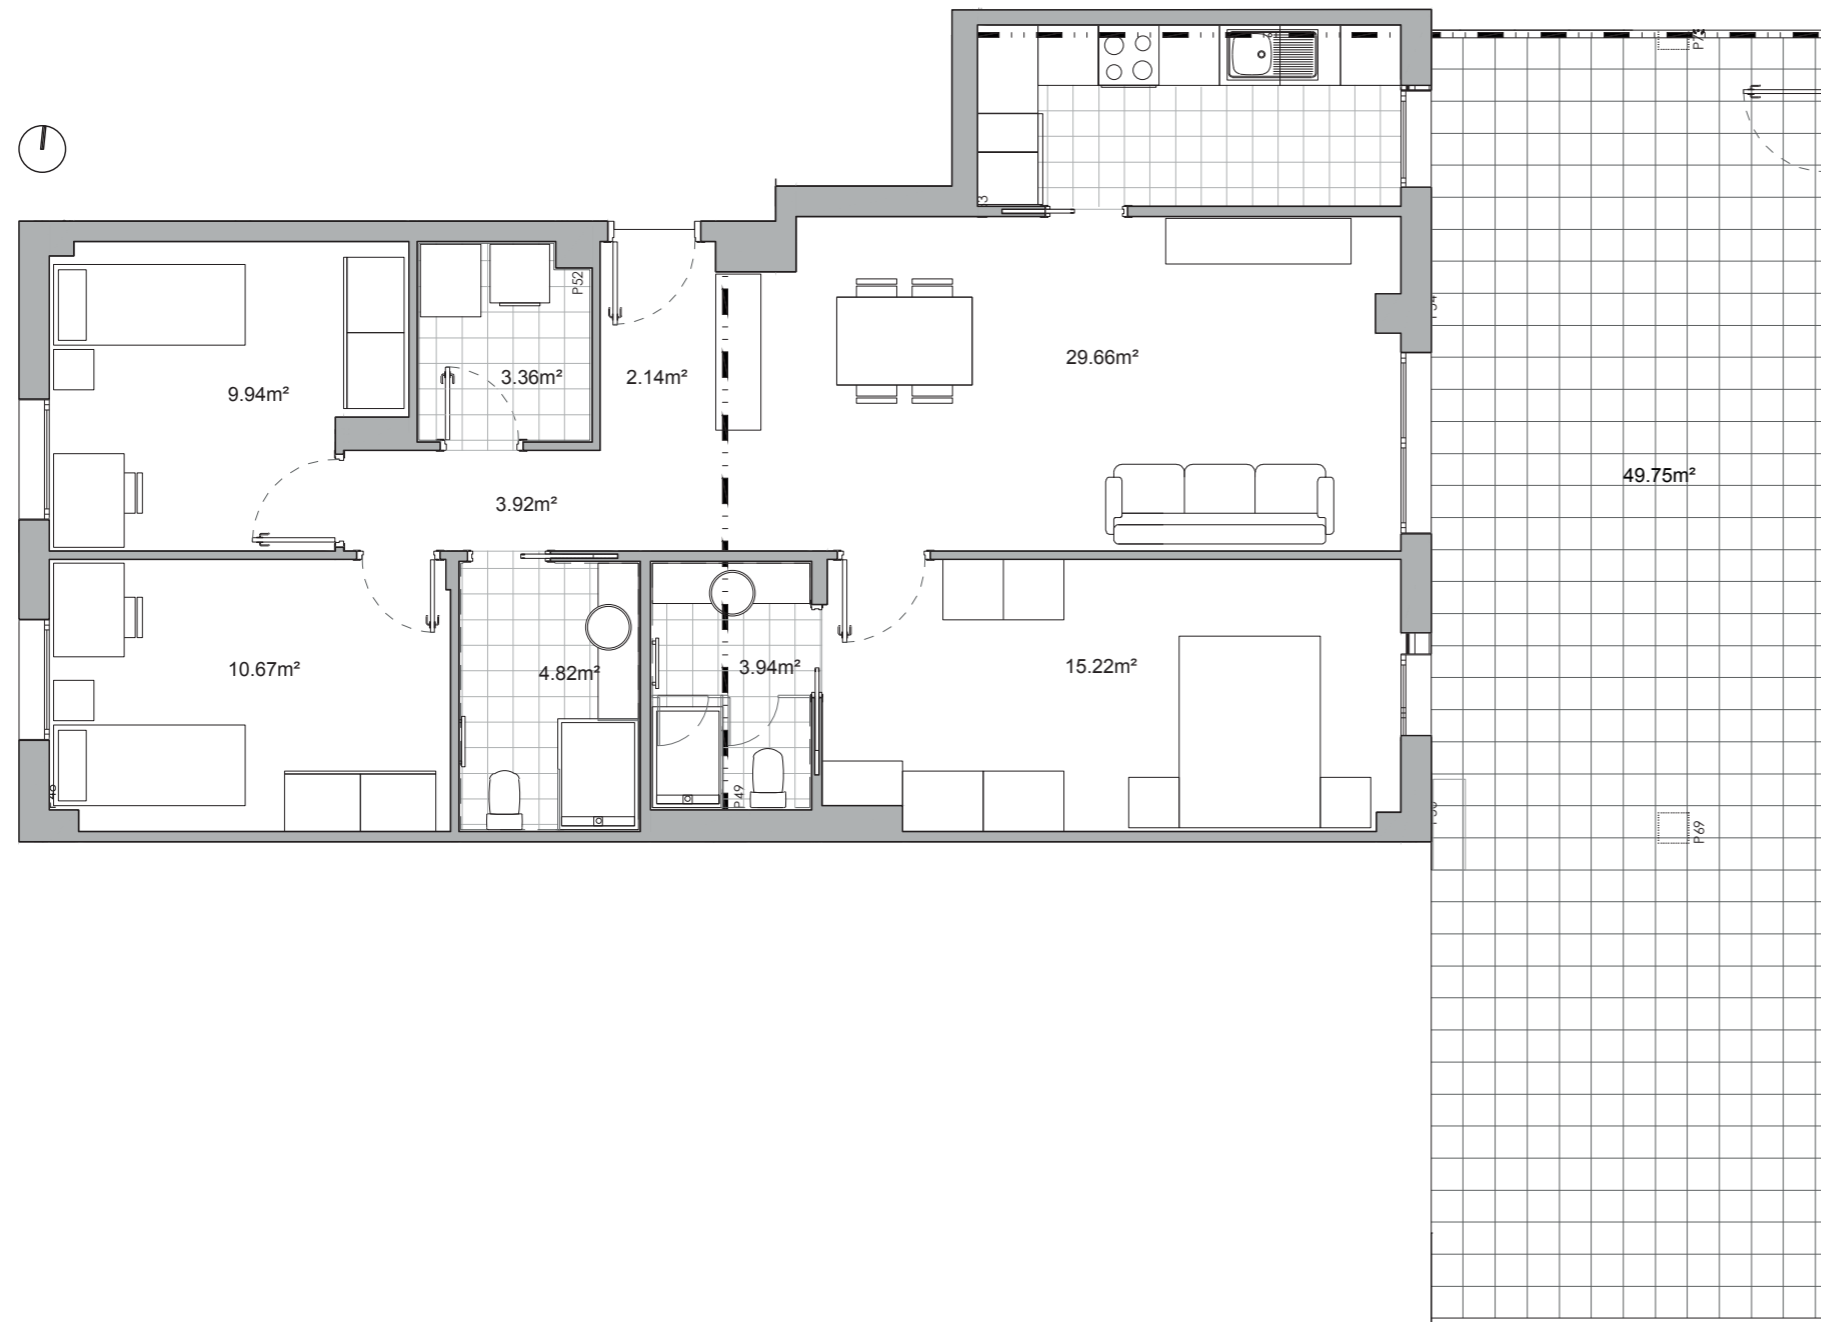 P73
P52
29.66m²
3.36m²
2.14m²
9.94m²
49.75m²
3.92m²
10.67m²
4.82m²
3.94m²
15.22m²
P49
P69